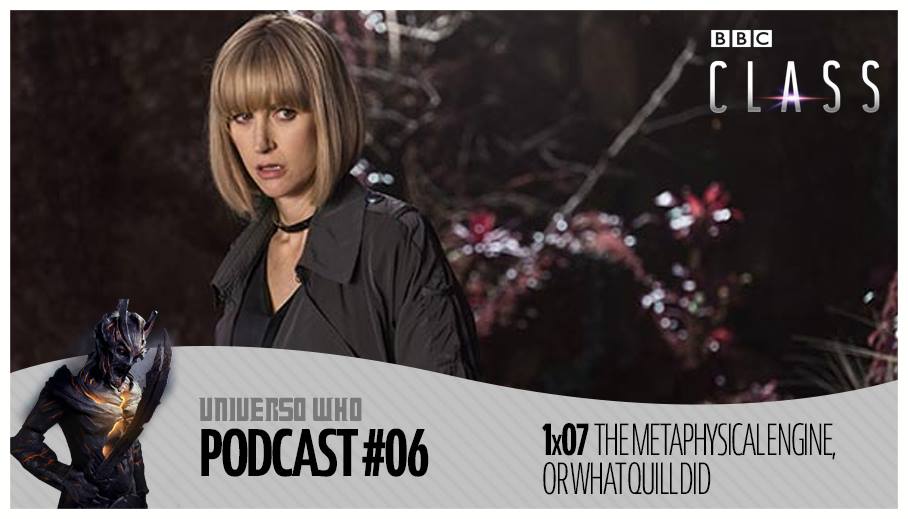 BBC
CLASS
UNIVERSO WHO
PODCAST #06
1x07 THE METAPHYSICAL ENGINE,
OR WHAT QUILL DID